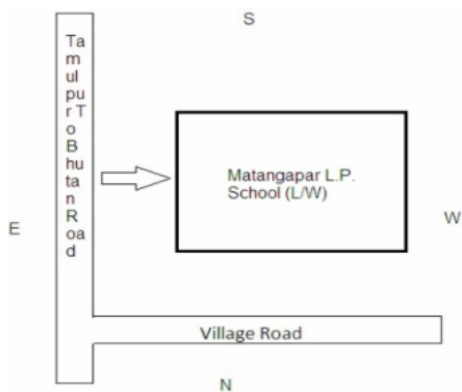 S
Ta
m
ul
pu
r T
o
B
hu
ta
n
R
oa
d
Matangapar L.P.
School (L/W)
E
W
Village Road
N